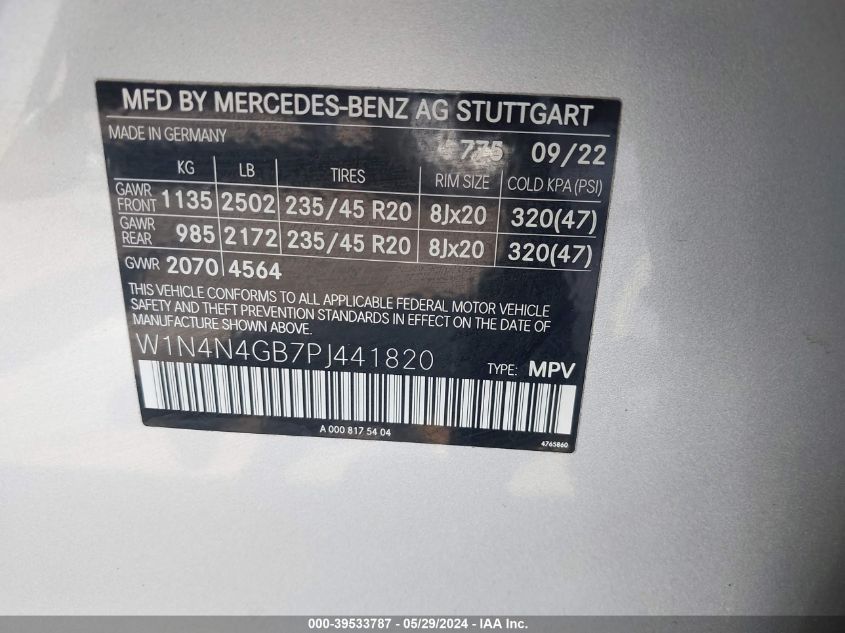 MFD BY MERCEDES-BENZ AG STUTTGART
MADE IN GERMANY 775 09/22
KG LB TIRES RIM SIZE COLD KPA (PSI)
GAWR FRONT 1135 2502 235/45 R20 8Jx20 320(47)
GAWR REAR 985 2172 235/45 R20 8Jx20 320(47)
GVWR 2070 4564
THIS VEHICLE CONFORMS TO ALL APPLICABLE FEDERAL MOTOR VEHICLE
SAFETY AND THEFT PREVENTION STANDARDS IN EFFECT ON THE DATE OF
MANUFACTURE SHOWN ABOVE.
W1N4N4GB7PJ441820 TYPE: MPV
A 000 817 54 04 4765860
000-39533787 - 05/29/2024 - IAA Inc.